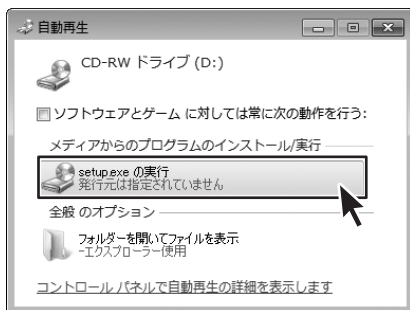 自動再生
CD-RW ドライブ (D:)
ソフトウェアとゲーム に対しては常に次の動作を行う:
メディアからのプログラムのインストール/実行
setup.exe の実行
発行元は指定されていません
全般 のオプション
フォルダーを開いてファイルを表示
-エクスプローラー使用
コントロール パネルで自動再生の詳細を表示します